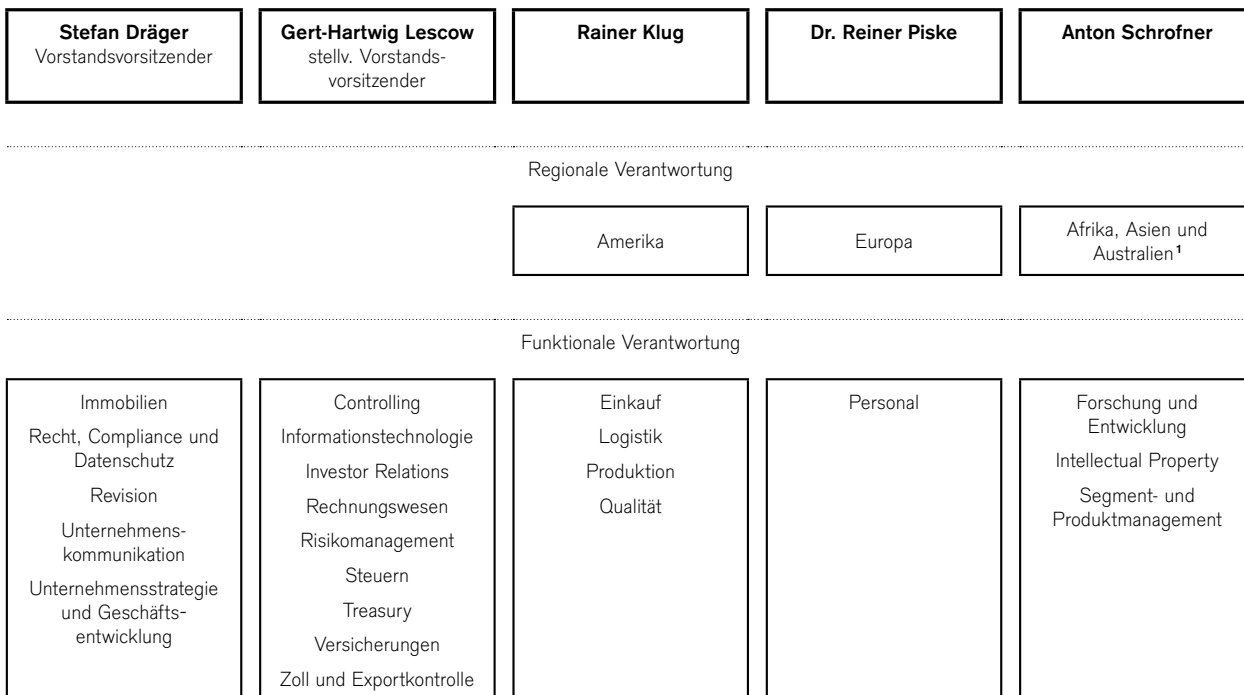 Stefan Dräger
Vorstandsvorsitzender
Gert-Hartwig Lescow
stellv. Vorstands-
vorsitzender
Rainer Klug
Dr. Reiner Piske
Anton Schrofner
Regionale Verantwortung
Amerika
Europa
Afrika, Asien und
Australien¹
Funktionale Verantwortung
Immobilien
Recht, Compliance und
Datenschutz
Revision
Unternehmens-
kommunikation
Unternehmensstrategie
und Geschäfts-
entwicklung
Controlling
Informationstechnologie
Investor Relations
Rechnungswesen
Risikomanagement
Steuern
Treasury
Versicherungen
Zoll und Exportkontrolle
Einkauf
Logistik
Produktion
Qualität
Personal
Forschung und
Entwicklung
Intellectual Property
Segment- und
Produktmanagement